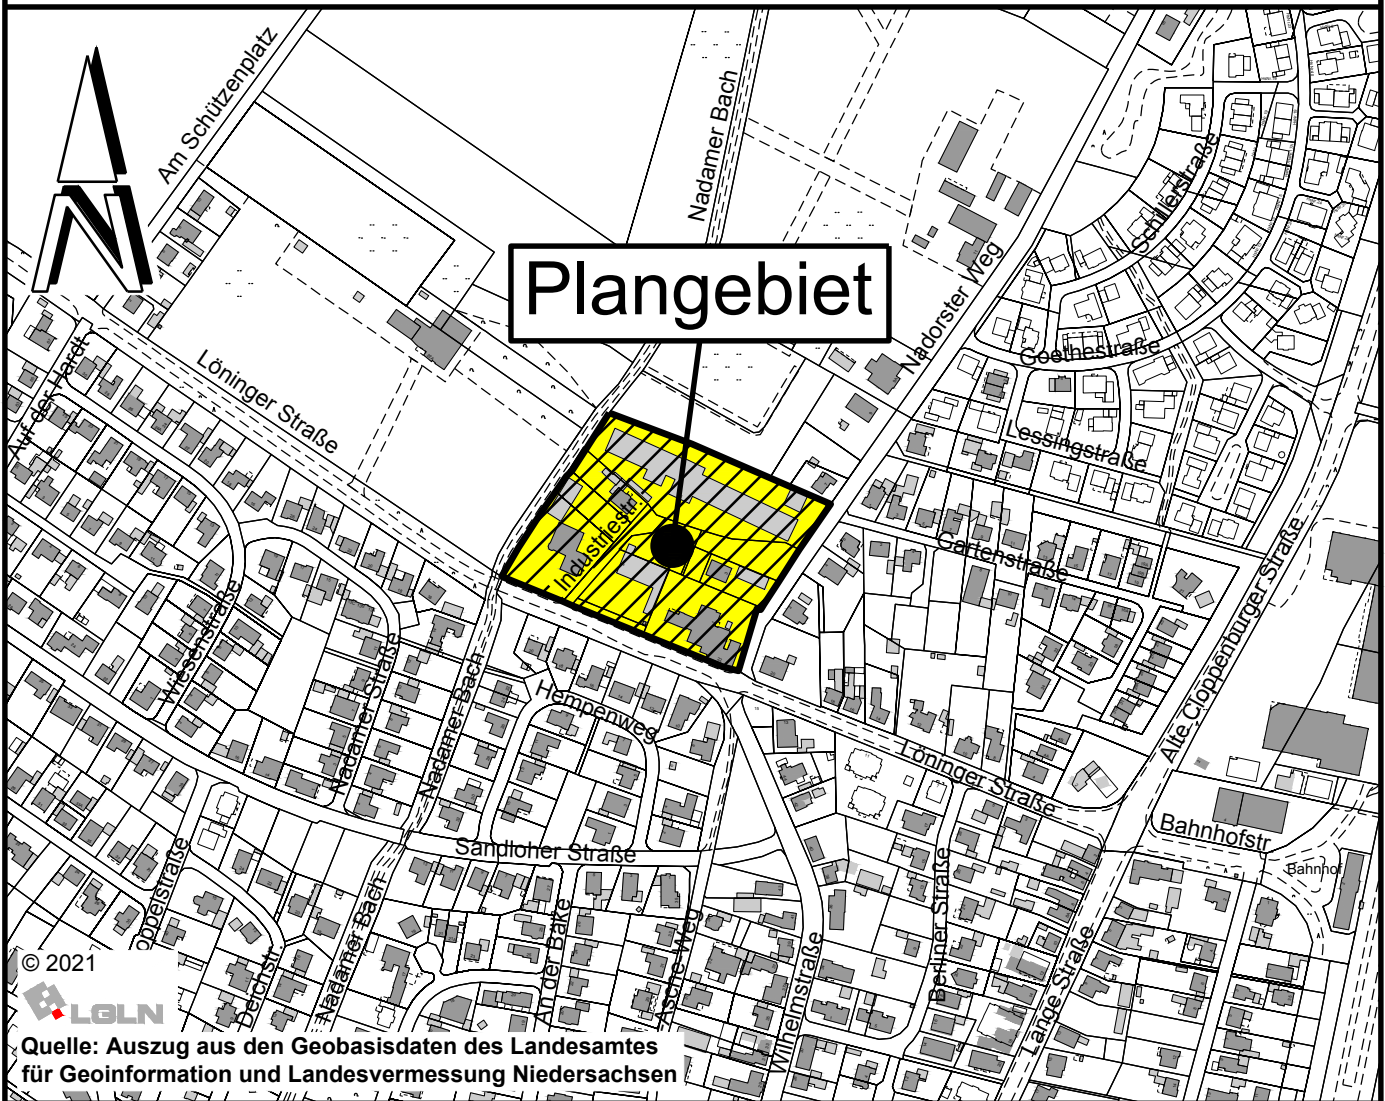 Am Schützenplatz
Nadamer Bach
Schillerstraße
Plangebiet
Nadorster Weg
Goethestraße
Auf der Hardt
Löninger Straße
Lessingstraße
Industriestr.
Gartenstraße
Alte Cloppenburger Straße
Wiesenstraße
Nadamer Straße
Nadamer Bach
Hempenweg
Löninger Straße
Bahnhofstr.
Bahnhof
Sandloher Straße
oppelstraße
Deichstr.
Nadamer Bach
An der Bäke
Asche-Weg
Wilhelmstraße
Berliner Straße
Lange Straße
N
© 2021
LGLN
Quelle: Auszug aus den Geobasisdaten des Landesamtes
für Geoinformation und Landesvermessung Niedersachsen